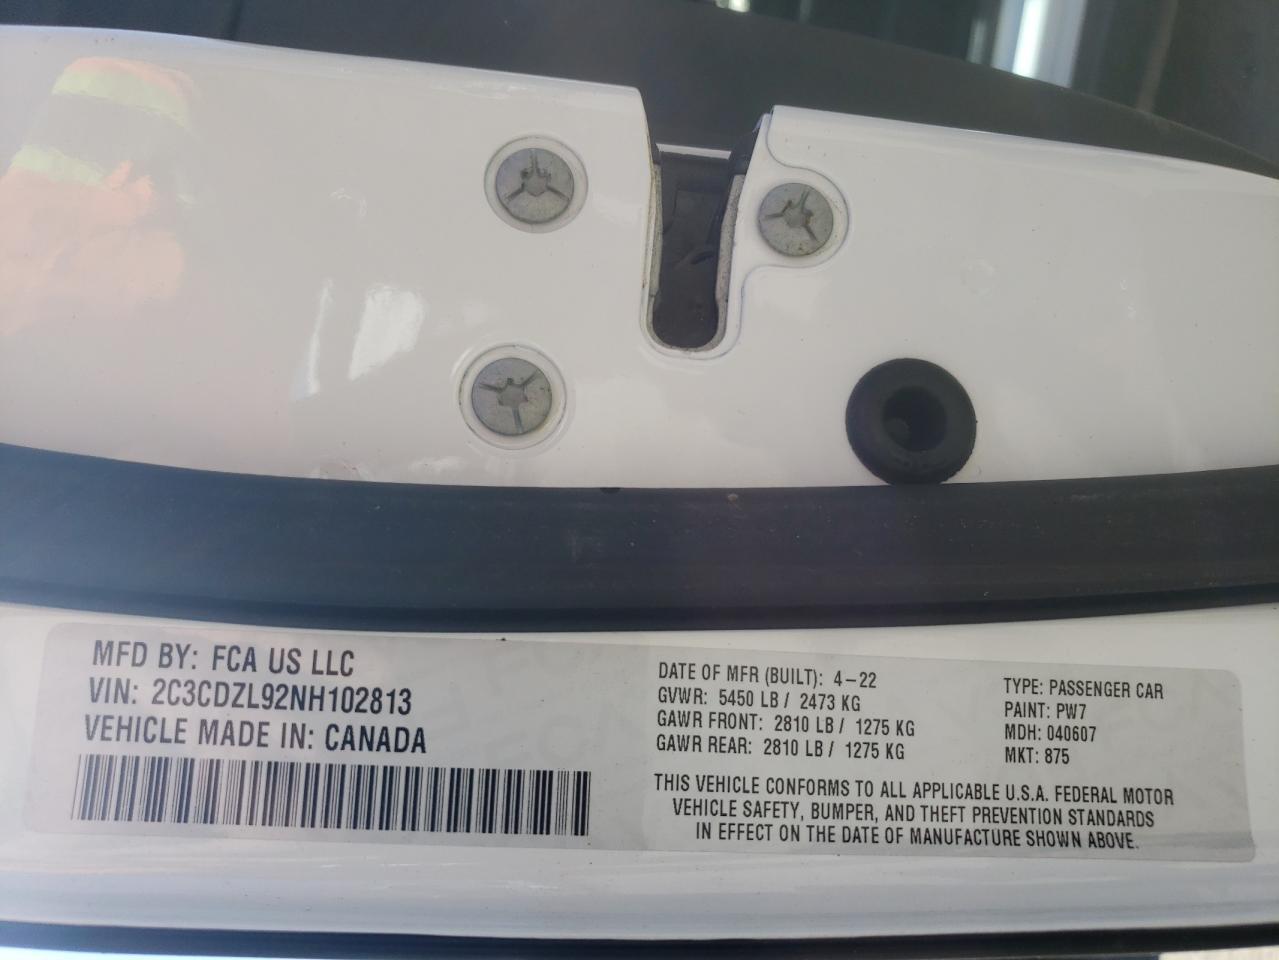 MFD BY: FCA US LLC
VIN: 2C3CDZL92NH102813
VEHICLE MADE IN: CANADA
DATE OF MFR (BUILT): 4-22
GVWR: 5450 LB / 2473 KG
GAWR FRONT: 2810 LB / 1275 KG
GAWR REAR: 2810 LB / 1275 KG
TYPE: PASSENGER CAR
PAINT: PW7
MDH: 040607
MKT: 875
THIS VEHICLE CONFORMS TO ALL APPLICABLE U.S.A. FEDERAL MOTOR
VEHICLE SAFETY, BUMPER, AND THEFT PREVENTION STANDARDS
IN EFFECT ON THE DATE OF MANUFACTURE SHOWN ABOVE.